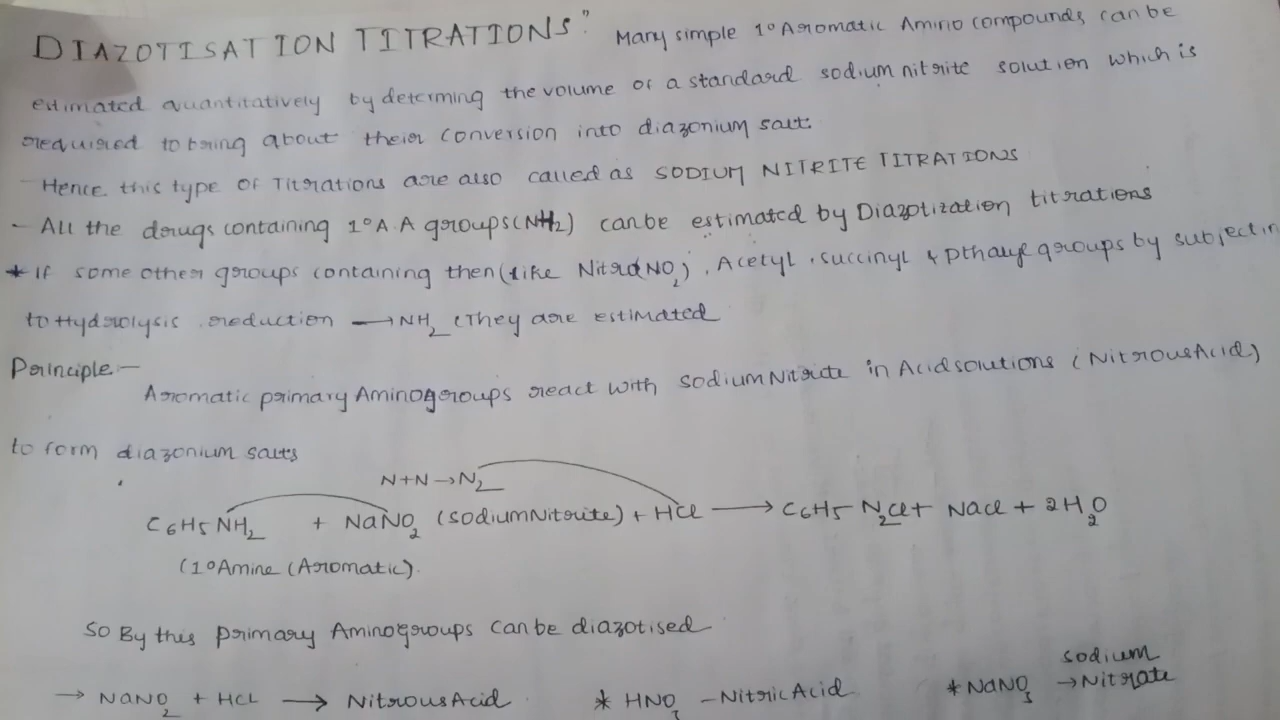 DIAZOTISATION TITRATIONS" Many simple 1° Aromatic Amino compounds can be
estimated quantitatively by determing the volume of a standard sodium nitrite solution which is
required to bring about their conversion into diazonium salt.
Hence this type of Titrations are also called as SODIUM NITRITE TITRATIONS
- All the drugs containing 1° A.A groups (NH2) can be estimated by Diazotization titrations
* If some other groups containing then (like Nitro(NO2), Acetyl, succinyl & pthalyl groups by subjectin
to Hydrolysis reduction → NH2 (They are estimated
Principle:-
Aromatic primary Aminogroups react with sodium Nitrite in Acid solutions (Nitrous Acid)
to form diazonium salts
N+N → N2
C6H5NH2 + NaNO2 (sodium Nitrite) + HCl → C6H5-N2Cl + NaCl + 2H2O
(1° Amine (Aromatic).
So By this primary Aminogroups can be diazotised
→ NaNO2 + HCl → Nitrous Acid * HNO3 - Nitric Acid * NaNO3 → sodium Nitrate